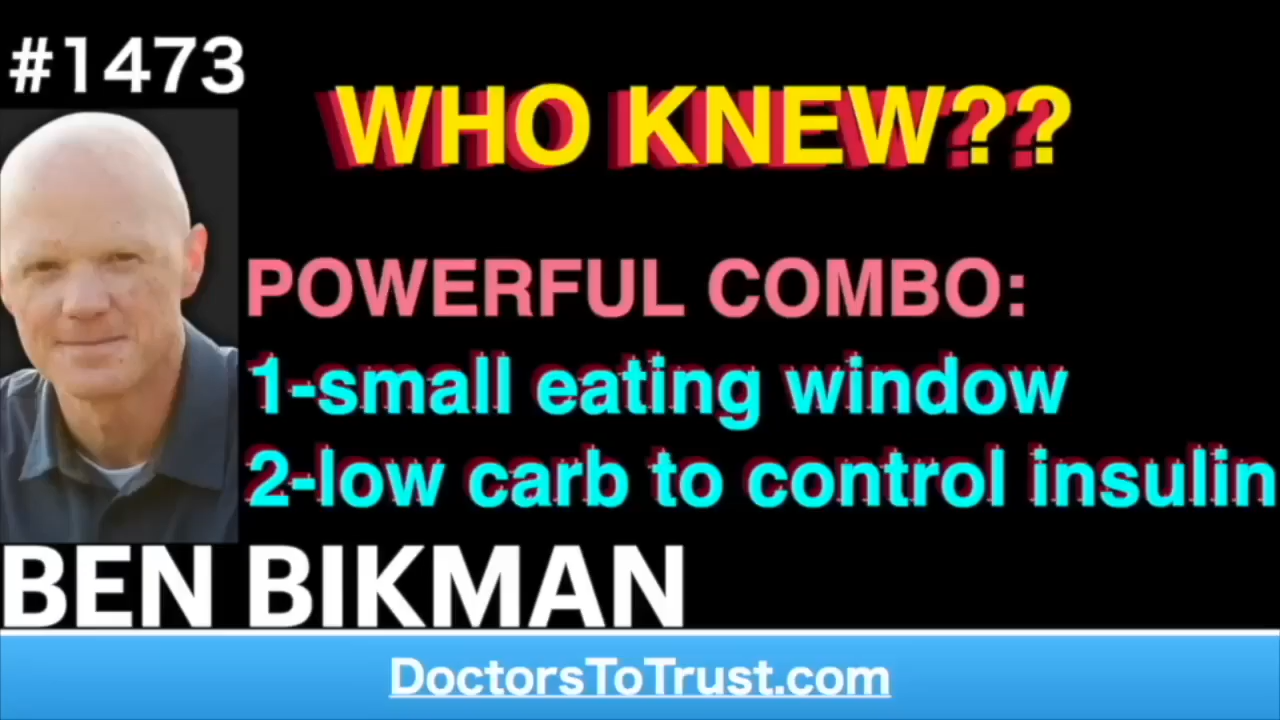 #1473
WHO KNEW??
POWERFUL COMBO:
1-small eating window
2-low carb to control insulin
BEN BIKMAN
DoctorsToTrust.com